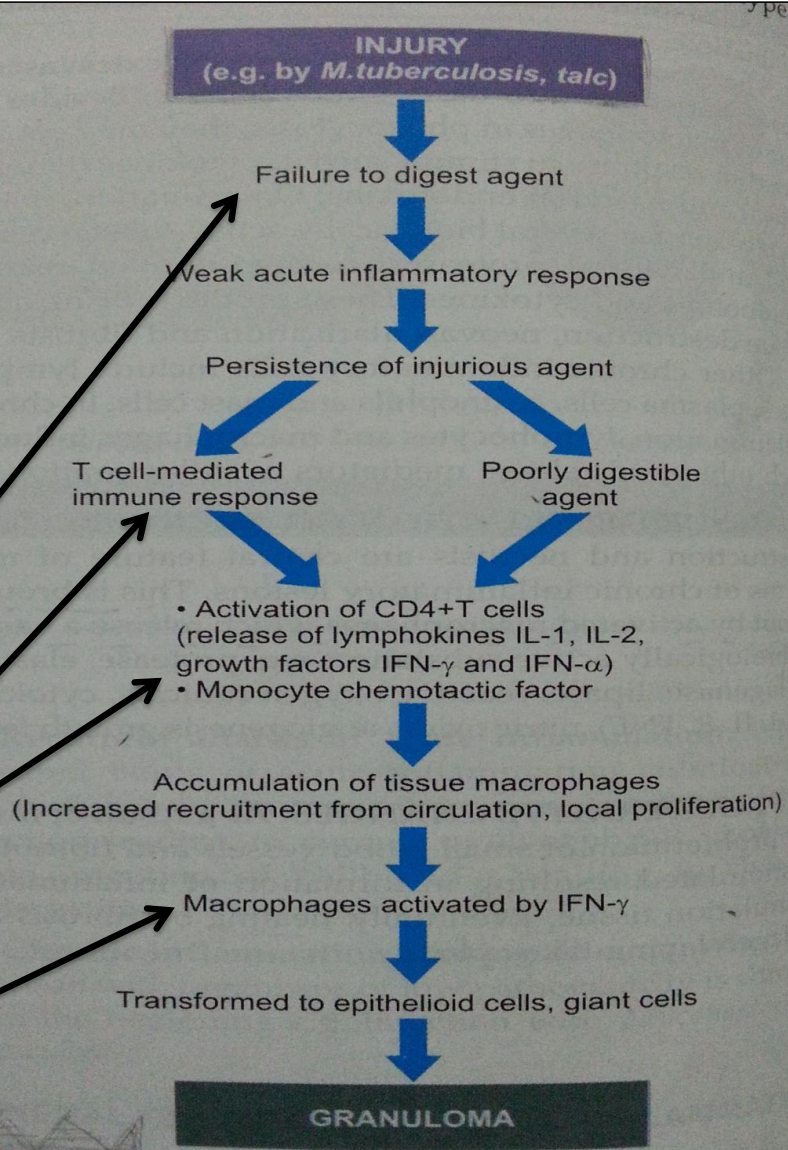 INJURY
(e.g. by M.tuberculosis, talc)
Failure to digest agent
Weak acute inflammatory response
Persistence of injurious agent
T cell-mediated
immune response
Poorly digestible
agent
• Activation of CD4+T cells
(release of lymphokines IL-1, IL-2,
growth factors IFN-γ and IFN-α)
• Monocyte chemotactic factor
Accumulation of tissue macrophages
(Increased recruitment from circulation, local proliferation)
Macrophages activated by IFN-γ
Transformed to epithelioid cells, giant cells
GRANULOMA